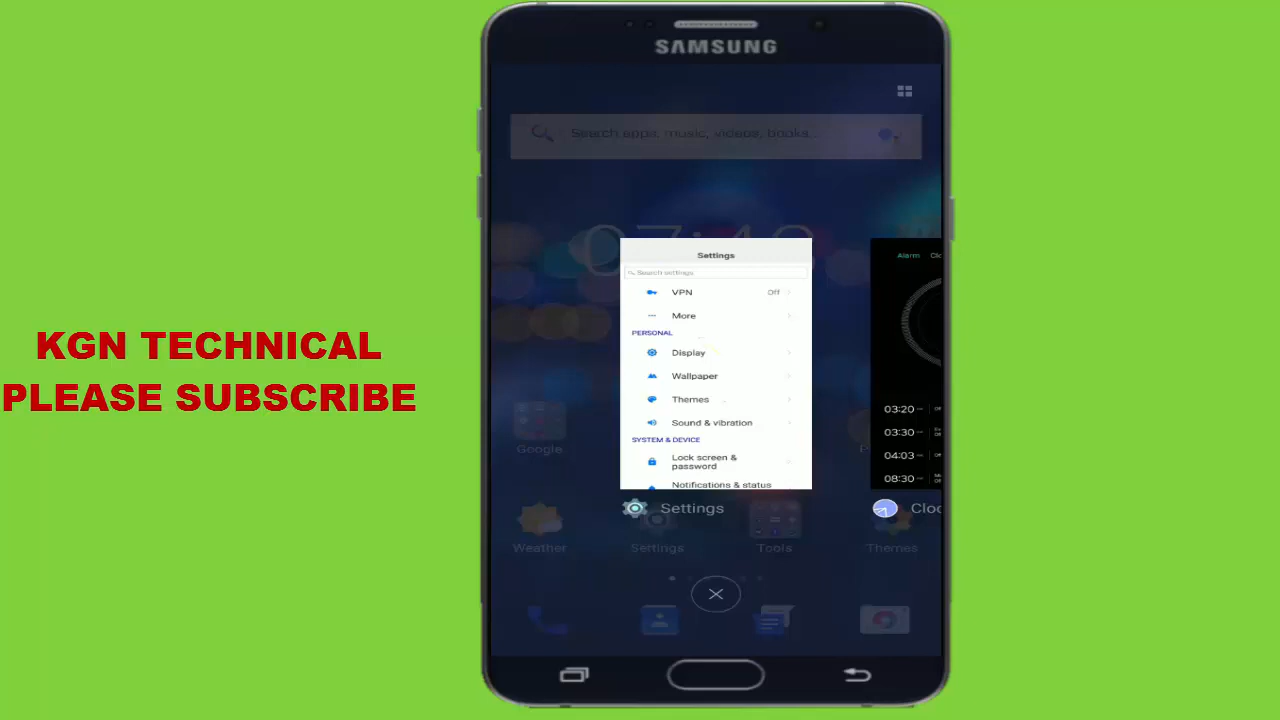 SAMSUNG
Search apps, music, videos, books...
Settings
Search settings
VPN Off
More
PERSONAL
Display
Wallpaper
Themes
Sound & vibration
SYSTEM & DEVICE
Lock screen &
password
Notifications & status
Settings
Alarm
03:20
03:30
04:03
08:30
Google
Weather
Settings
Tools
Themes
KGN TECHNICAL
PLEASE SUBSCRIBE